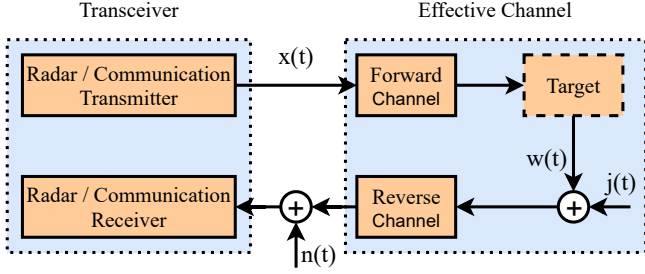 Transceiver
Effective Channel
Radar / Communication
Transmitter
x(t)
Forward
Channel
Target
w(t)
j(t)
Radar / Communication
Receiver
+
n(t)
Reverse
Channel
+